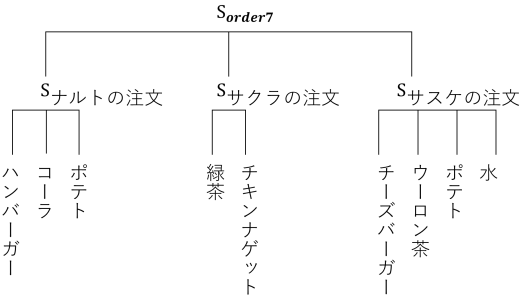 S_order7
Sナルトの注文
Sサクラの注文
Sサスケの注文
ハンバーガー
コーラ
ポテト
緑茶
チキンナゲット
チーズバーガー
ウーロン茶
ポテト
水